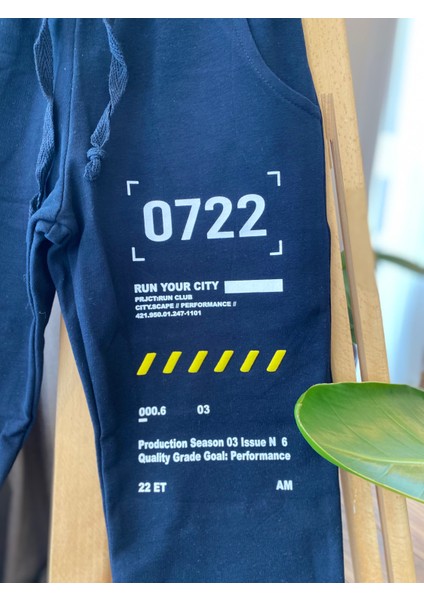 0722
RUN YOUR CITY
PRJCT:RUN CLUB
CITY.SCAPE // PERFORMANCE //
421.950.01.247-1101
000.6 03
Production Season 03 Issue N 6
Quality Grade Goal: Performance
22 ET AM